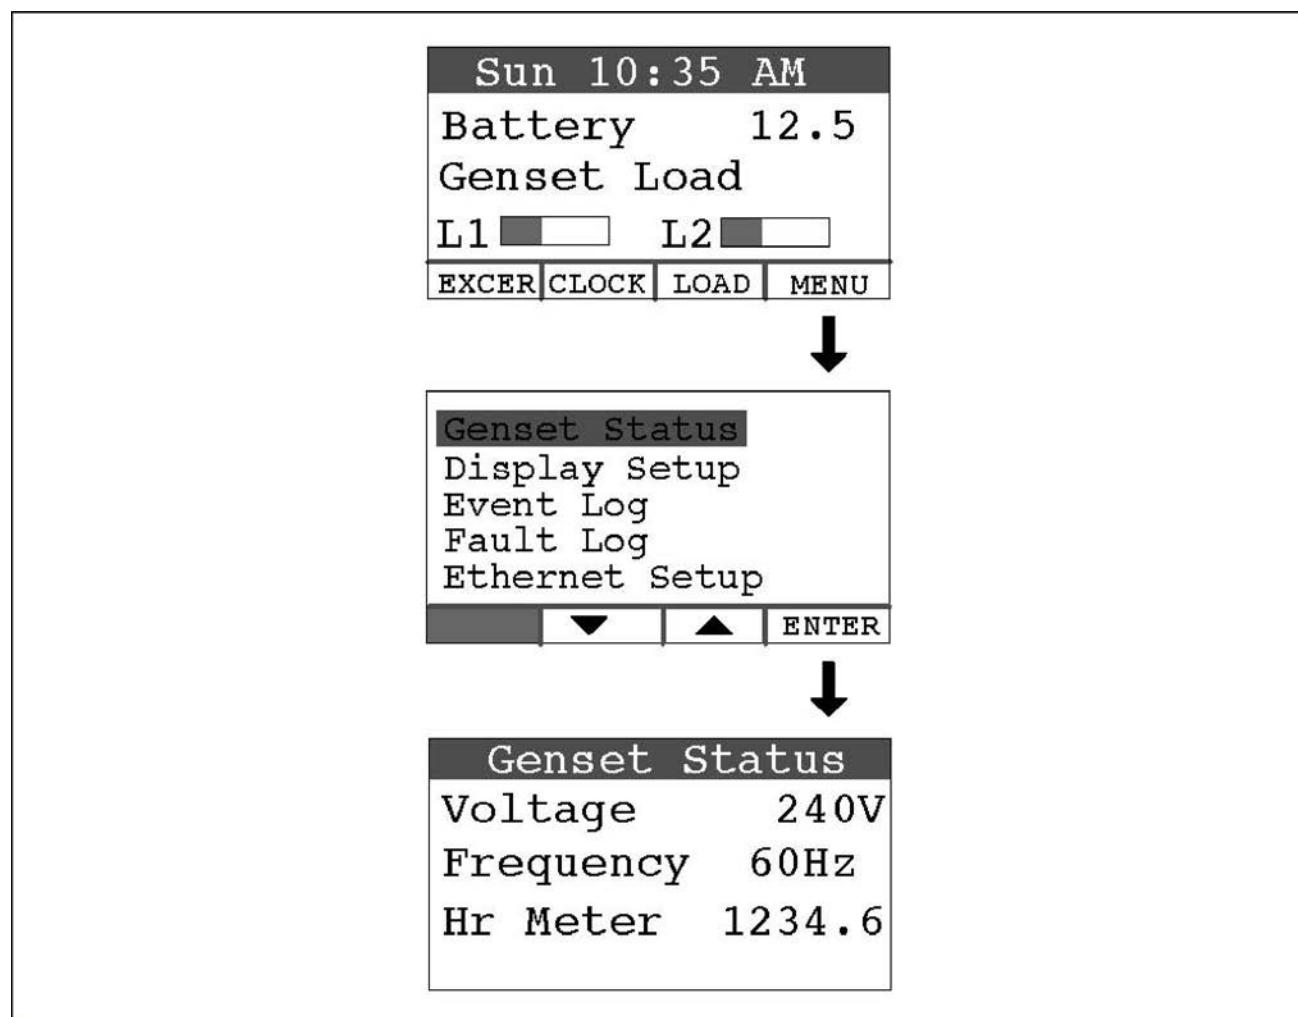 Sun 10:35 AM
Battery 12.5
Genset Load
L1 L2
EXCER CLOCK LOAD MENU
Genset Status
Display Setup
Event Log
Fault Log
Ethernet Setup
ENTER
Genset Status
Voltage 240V
Frequency 60Hz
Hr Meter 1234.6